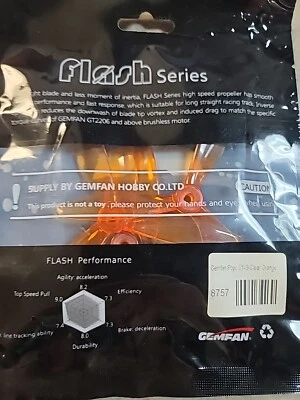 flash Series
ght blade and less moment of inertia, FLASH Series high speed propeller has smooth
performance and fast response, which is suitable for long straight racing track. Inverse
reduces the downwash of blade tip vortex and induced drag to match the specific
torque of GEMFAN GT2206 and above brushless motor
SUPPLY BY GEMFAN HOBBY CO.LTD
CAUTION
This product is not a toy. please protect your hands and eye when using
FLASH Performance
Agility: acceleration
8.2
Top Speed Pull
9.0
7.3
Efficiency
t line tracking ability
7.4
7.3
Brake: deceleration
8.0
Durability
8757
GEMFAN